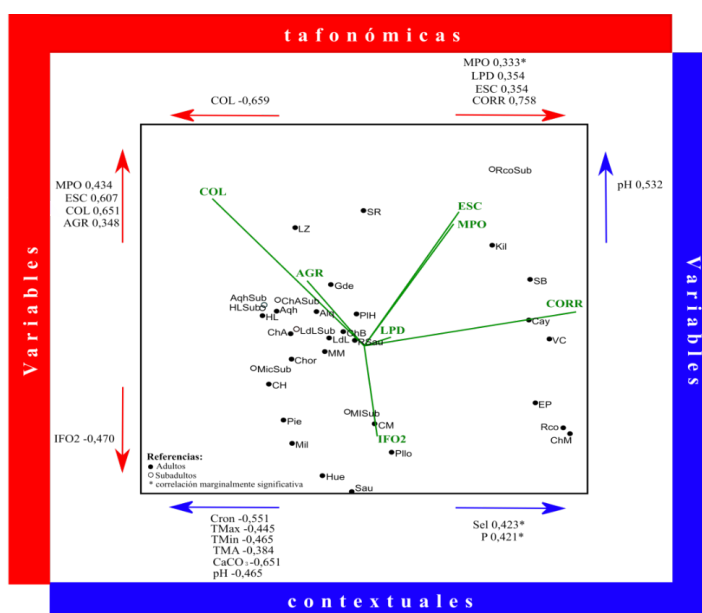 tafonómicas
MPO 0,333*
LPD 0,354
ESC 0,354
CORR 0,758
COL -0,659
Variables
MPO 0,434
ESC 0,607
COL 0,651
AGR 0,348
IFO2 -0,470
pH 0,532
Variables
RcoSub
COL
SR
ESC
MPO
LZ
Kil
AGR
Gde
SB
AqhSub
ChASub
HLSub
Aqh
Alq
PIH
HL
CORR
Cay
ChA
LdLSub
ChB
LPD
LdL
RSau
VC
MM
Chor
MicSub
CH
EP
MISub
Pie
CM
Rco
ChM
IFO2
Mil
Pllo
Hue
Sau
Referencias:
Adultos
Subadultos
* correlación marginalmente significativa
Cron -0,551
TMax -0,445
TMin -0,465
TMA -0,384
CaCO3 -0,651
pH -0,465
Sel 0,423*
P 0,421*
contextuales